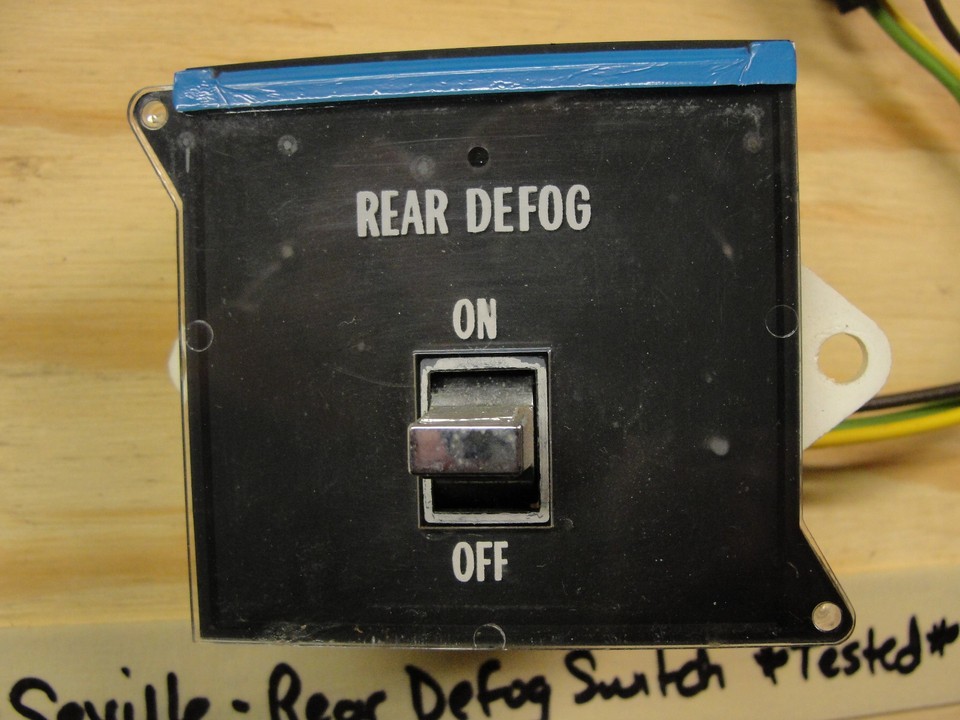 REAR DEFOG
ON
OFF
Seville - Rear Defog Switch *Tested*